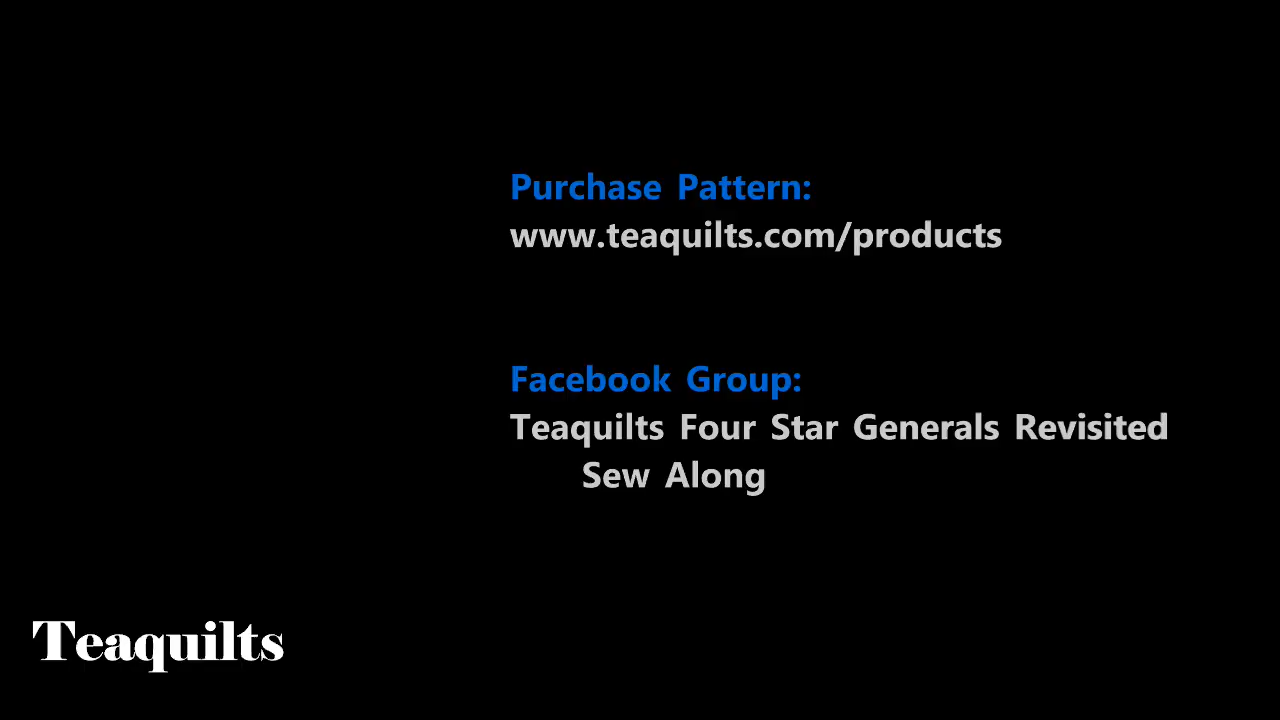 Purchase Pattern:
www.teaquilts.com/products
Facebook Group:
Teaquilts Four Star Generals Revisited
Sew Along
Teaquilts